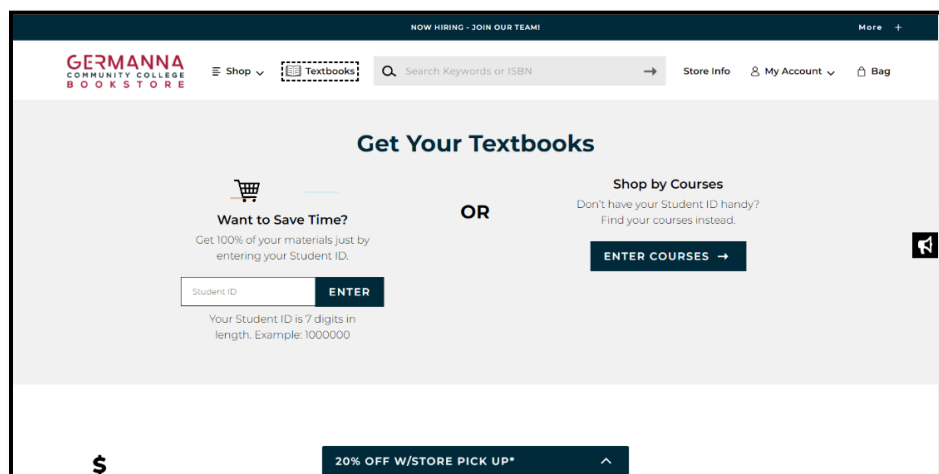 NOW HIRING - JOIN OUR TEAM!
More +
GERMANNA
COMMUNITY COLLEGE
BOOKSTORE
Shop
Textbooks
Search Keywords or ISBN
Store Info
My Account
Bag
Get Your Textbooks
Want to Save Time?
Get 100% of your materials just by
entering your Student ID.
Student ID
ENTER
Your Student ID is 7 digits in
length. Example: 1000000
OR
Shop by Courses
Don't have your Student ID handy?
Find your courses instead.
ENTER COURSES →
$
20% OFF W/STORE PICK UP*